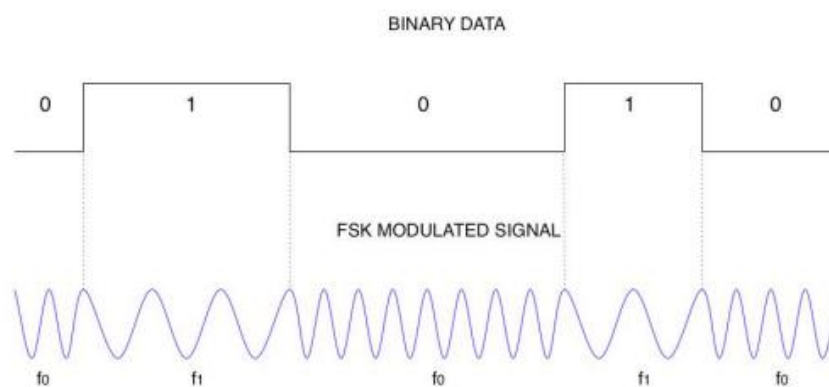 BINARY DATA
0 1 0 1 0
FSK MODULATED SIGNAL
f0 f1 f0 f1 f0